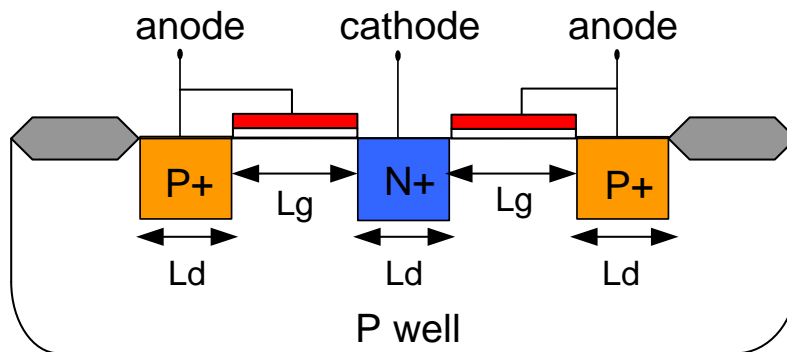 anode cathode anode
P+ N+ P+
Lg Lg
Ld Ld Ld
P well